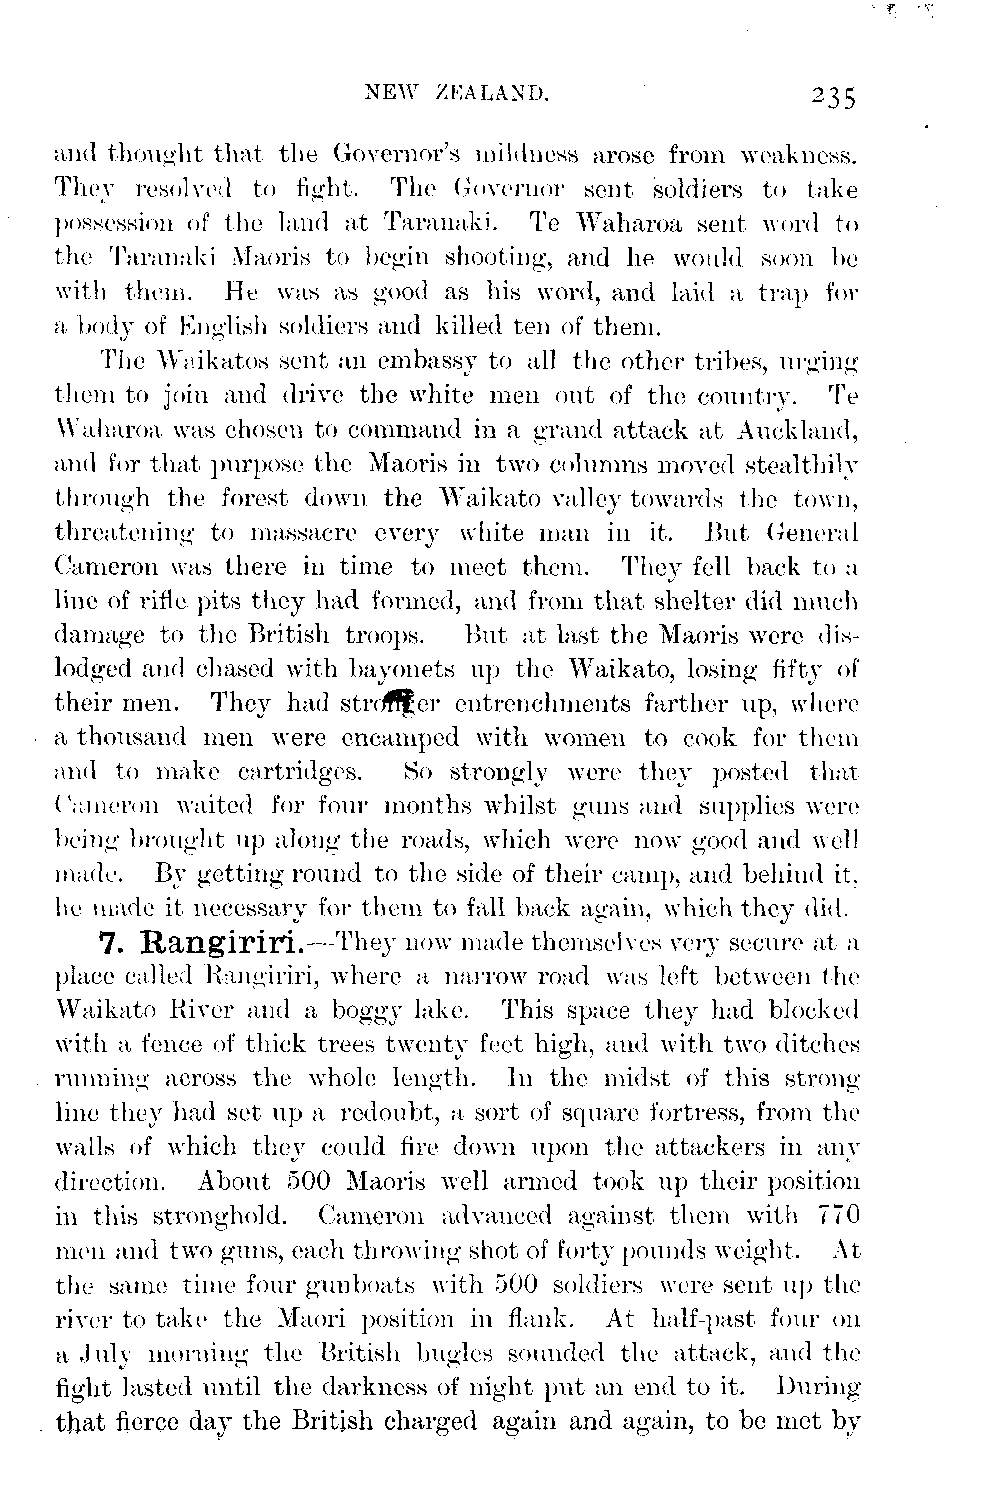 NEW ZEALAND. 235
and thought that the Governor's mildness arose from weakness.
They resolved to fight. The Governor sent soldiers to take
possession of the land at Taranaki. Te Waharoa sent word to
the Taranaki Maoris to begin shooting, and he would soon be
with them. He was as good as his word, and laid a trap for
a body of English soldiers and killed ten of them.
The Waikatos sent an embassy to all the other tribes, urging
them to join and drive the white men out of the country. Te
Waharoa was chosen to command in a grand attack at Auckland,
and for that purpose the Maoris in two columns moved stealthily
through the forest down the Waikato valley towards the town,
threatening to massacre every white man in it. But General
Cameron was there in time to meet them. They fell back to a
line of rifle pits they had formed, and from that shelter did much
damage to the British troops. But at last the Maoris were dis-
lodged and chased with bayonets up the Waikato, losing fifty of
their men. They had stronger entrenchments farther up, where
a thousand men were encamped with women to cook for them
and to make cartridges. So strongly were they posted that
Cameron waited for four months whilst guns and supplies were
being brought up along the roads, which were now good and well
made. By getting round to the side of their camp, and behind it,
he made it necessary for them to fall back again, which they did.
7. Rangiriri.—They now made themselves very secure at a
place called Rangiriri, where a narrow road was left between the
Waikato River and a boggy lake. This space they had blocked
with a fence of thick trees twenty feet high, and with two ditches
running across the whole length. In the midst of this strong
line they had set up a redoubt, a sort of square fortress, from the
walls of which they could fire down upon the attackers in any
direction. About 500 Maoris well armed took up their position
in this stronghold. Cameron advanced against them with 770
men and two guns, each throwing shot of forty pounds weight. At
the same time four gunboats with 500 soldiers were sent up the
river to take the Maori position in flank. At half-past four on
a July morning the British bugles sounded the attack, and the
fight lasted until the darkness of night put an end to it. During
that fierce day the British charged again and again, to be met by